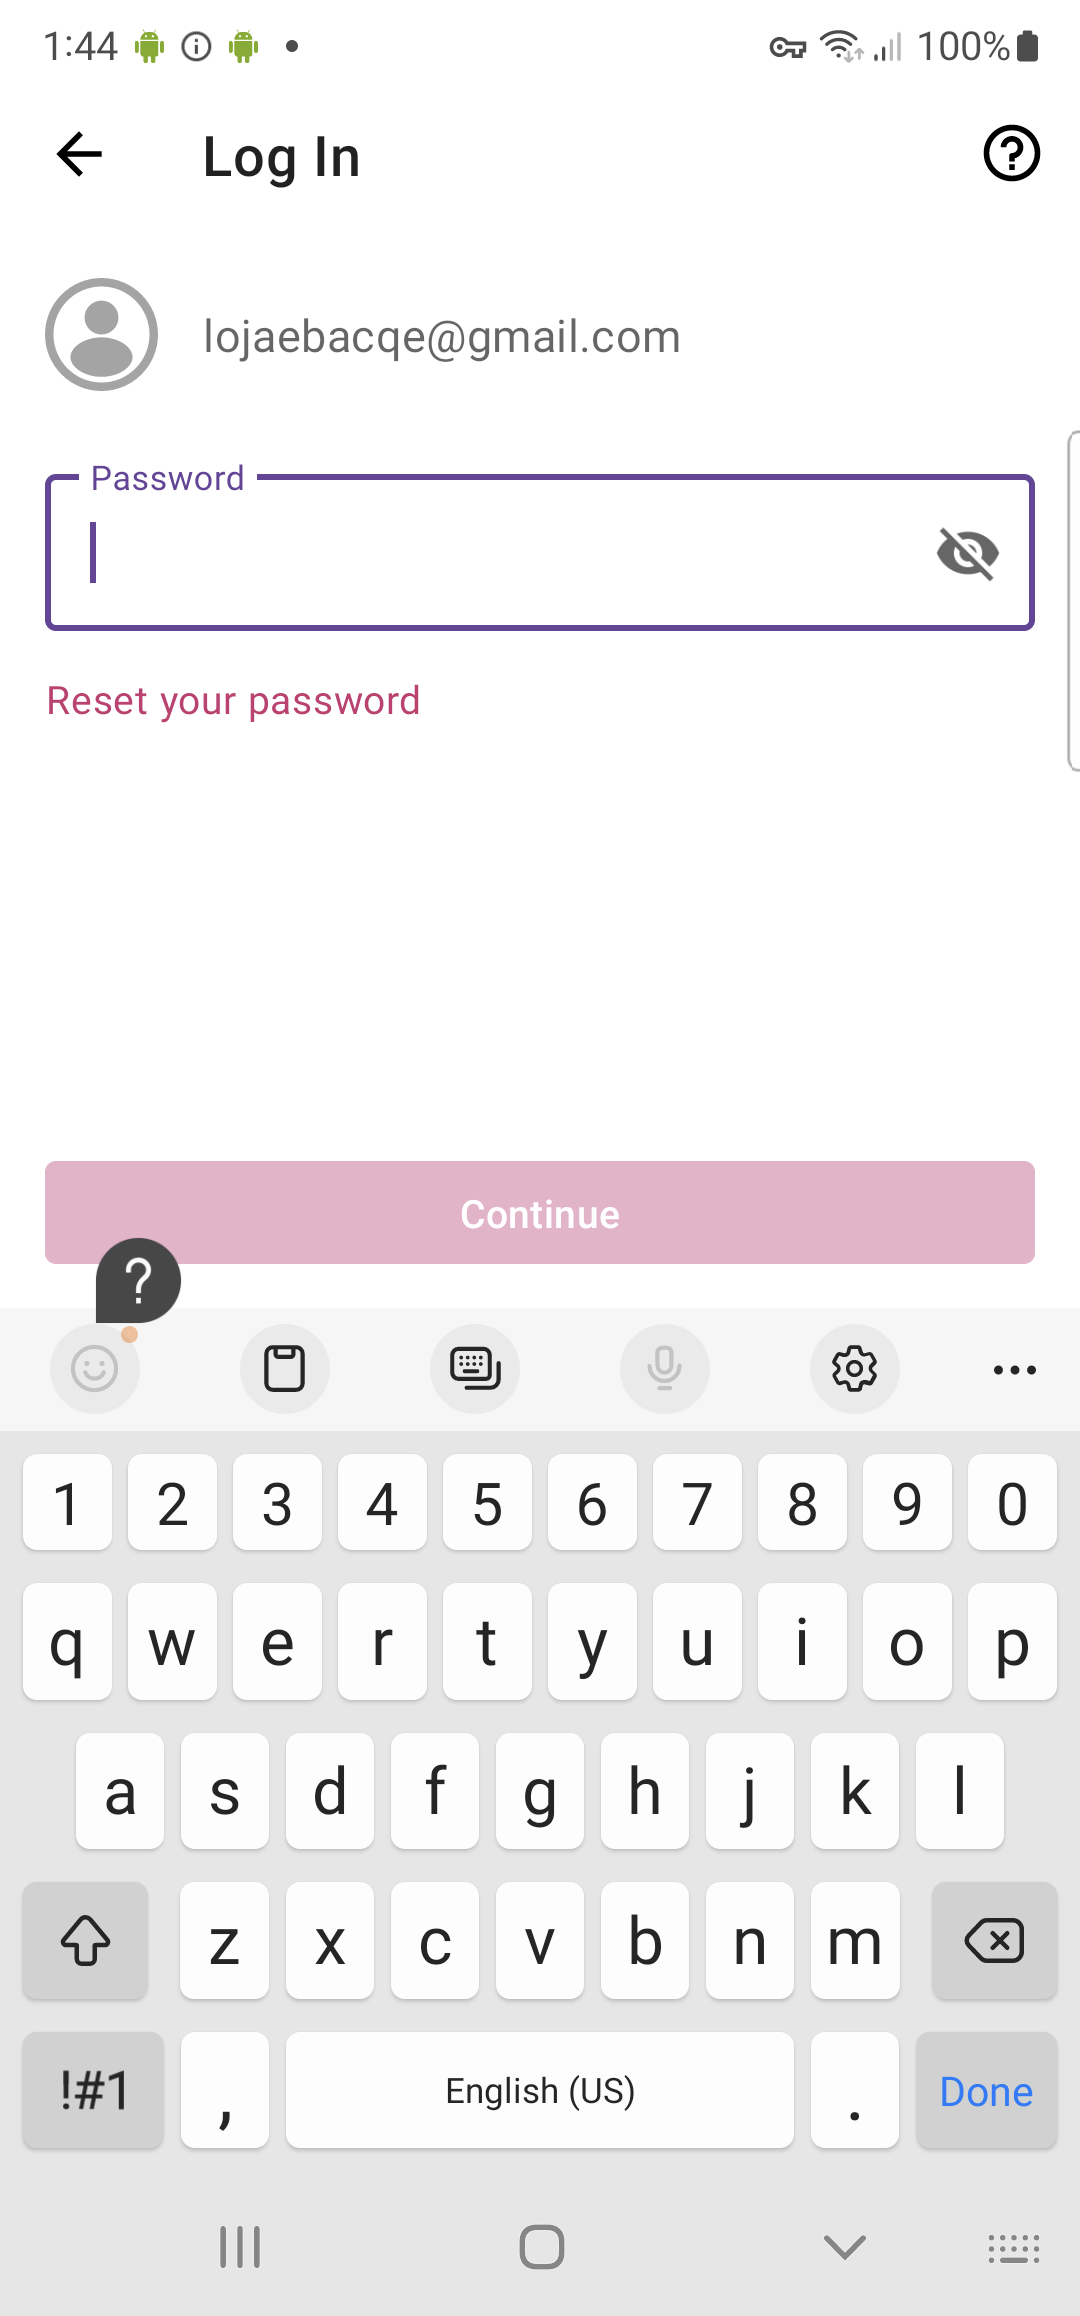 1:44 100%
Log In
lojaebacqe@gmail.com
Password
Reset your password
Continue
?
1 2 3 4 5 6 7 8 9 0
q w e r t y u i o p
a s d f g h j k l
z x c v b n m
!#1 , English (US) . Done